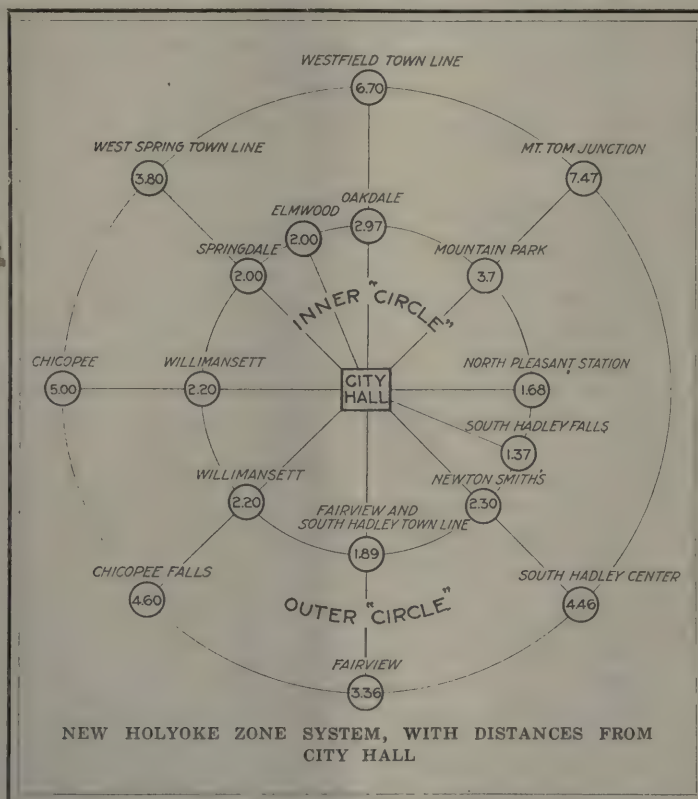 WESTFIELD TOWN LINE
6.70
WEST SPRING TOWN LINE
3.80
MT. TOM JUNCTION
7.47
ELMWOOD
2.00
OAKDALE
2.97
SPRINGDALE
2.00
MOUNTAIN PARK
3.7
INNER "CIRCLE"
CHICOPEE
5.00
WILLIMANSETT
2.20
CITY
HALL
NORTH PLEASANT STATION
1.68
SOUTH HADLEY FALLS
1.37
WILLIMANSETT
2.20
NEWTON SMITH'S
2.30
FAIRVIEW AND
SOUTH HADLEY TOWN LINE
1.89
CHICOPEE FALLS
4.60
SOUTH HADLEY CENTER
4.46
OUTER "CIRCLE"
FAIRVIEW
3.36
NEW HOLYOKE ZONE SYSTEM, WITH DISTANCES FROM
CITY HALL